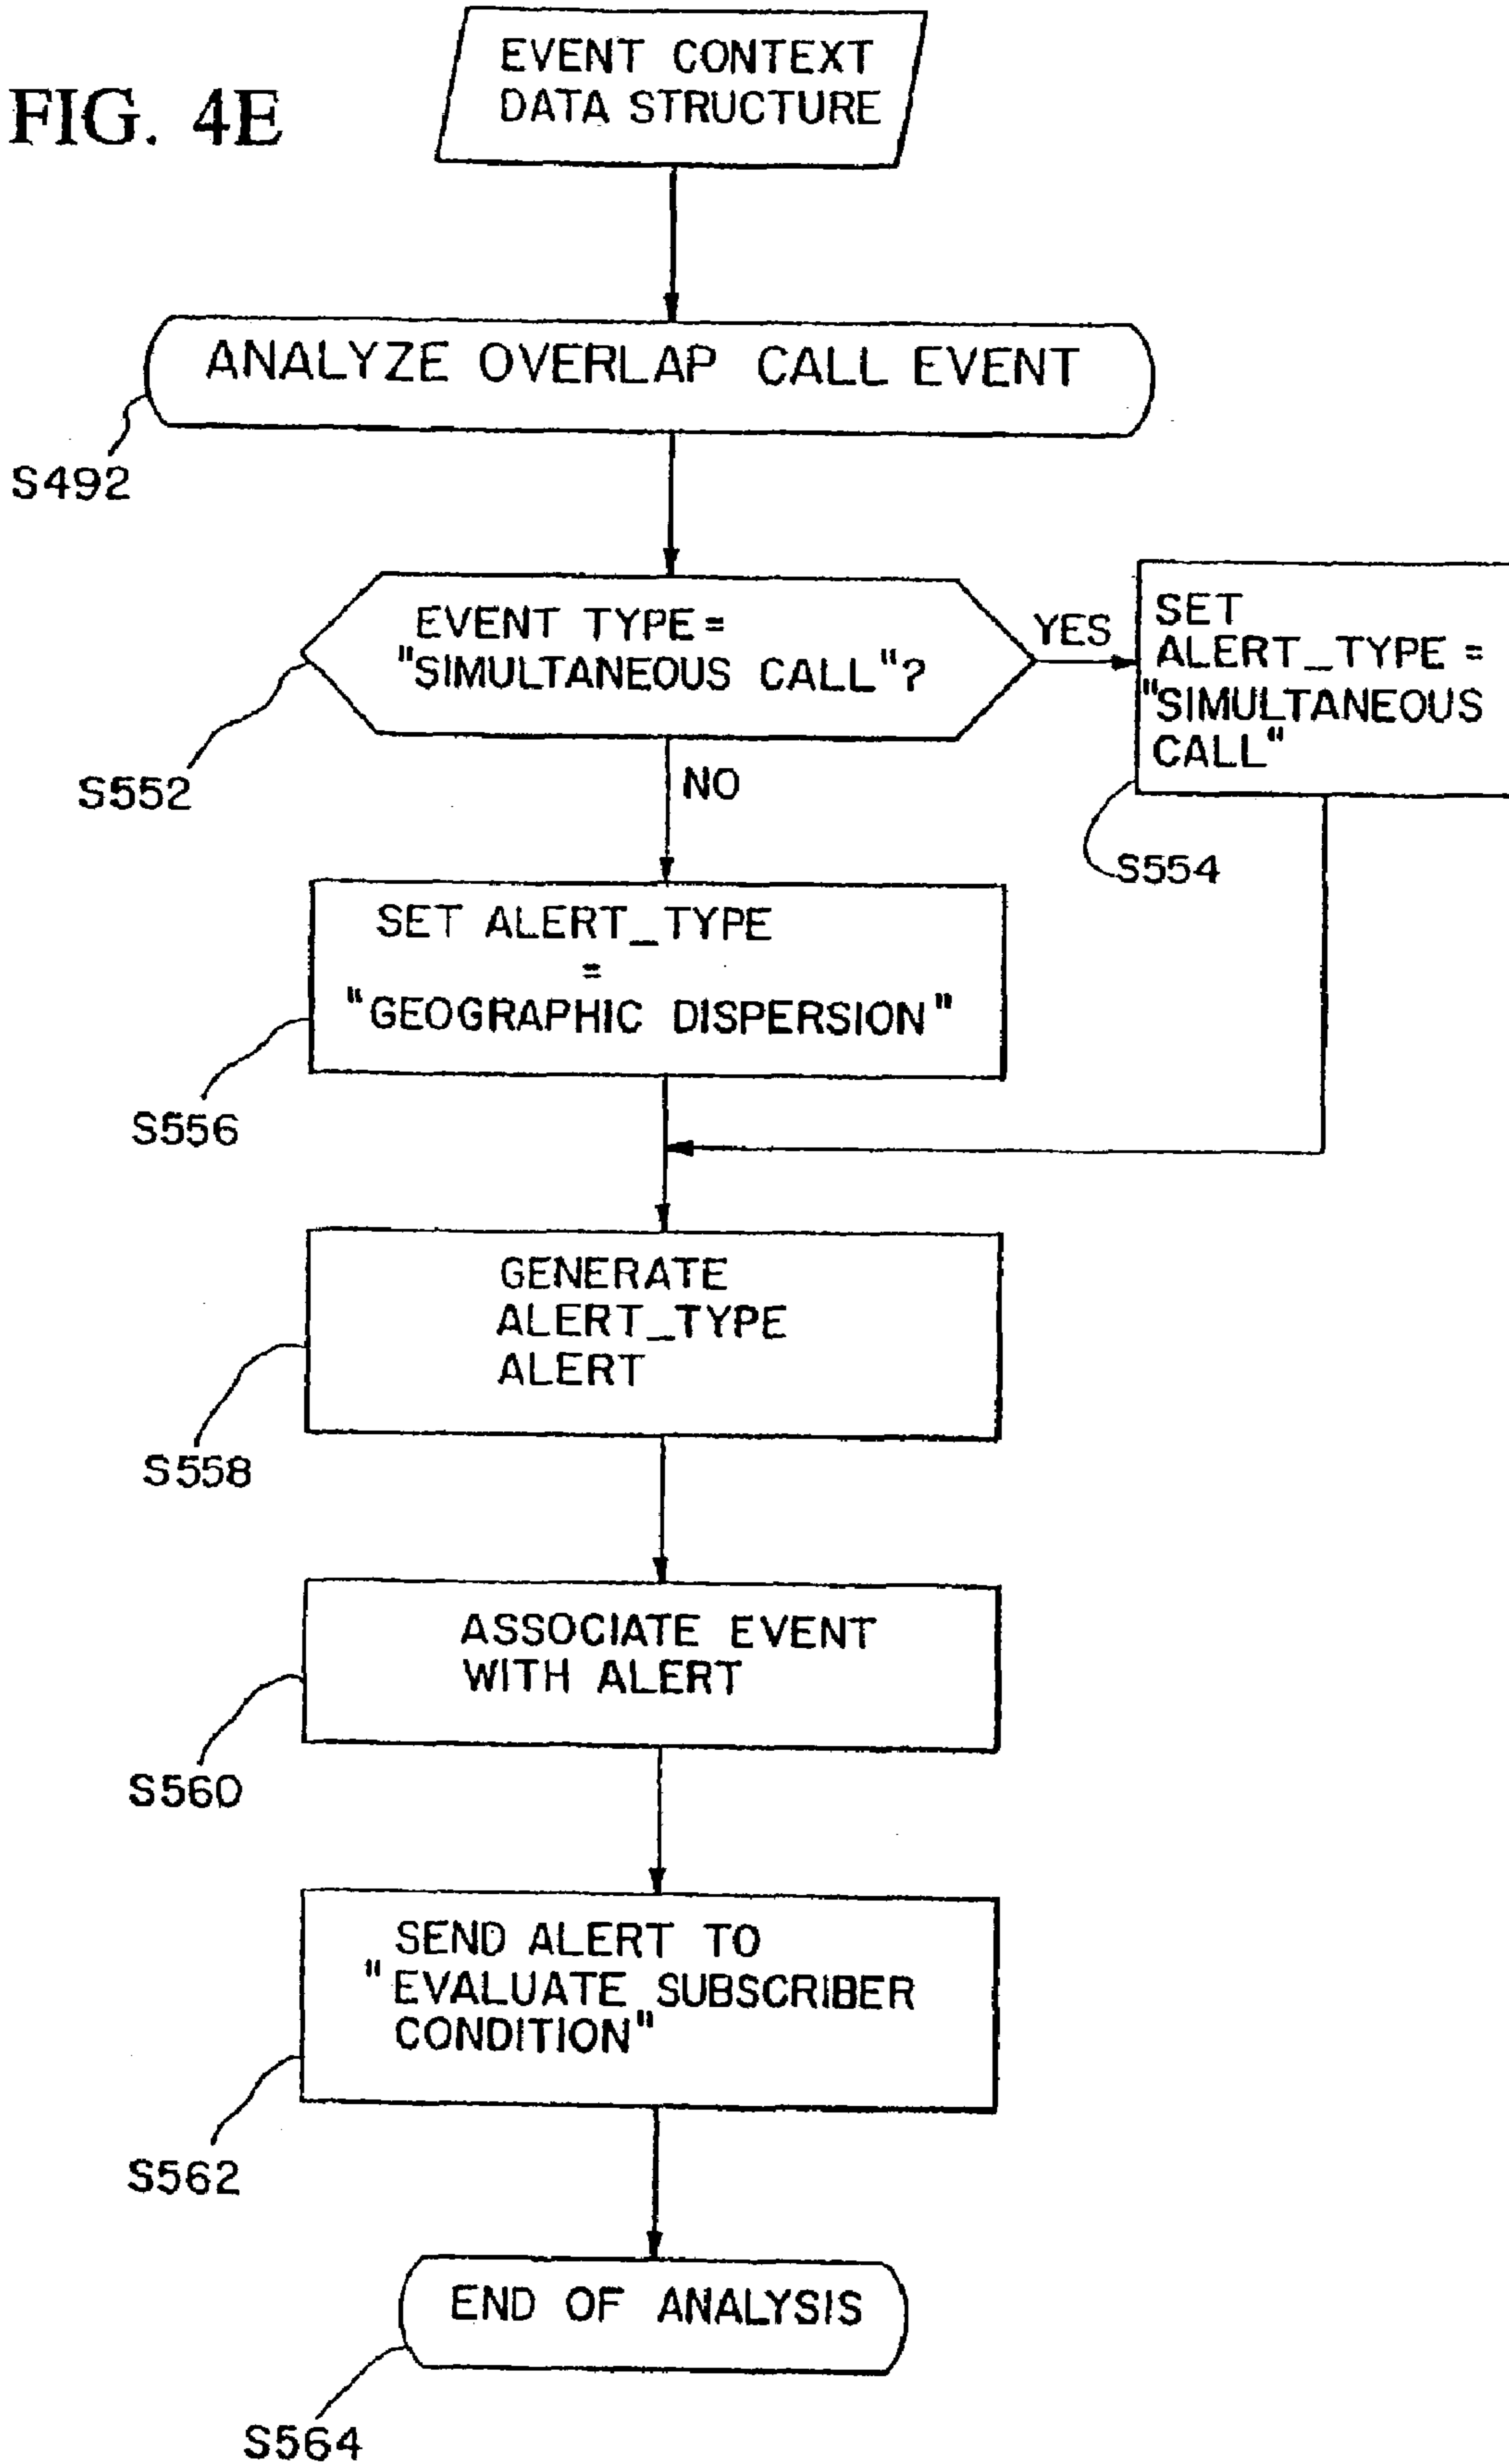 FIG. 4E
EVENT CONTEXT
DATA STRUCTURE
ANALYZE OVERLAP CALL EVENT
S492
EVENT TYPE =
"SIMULTANEOUS CALL"?
YES
SET
ALERT_TYPE =
"SIMULTANEOUS
CALL"
S552
NO
S554
SET ALERT_TYPE
=
"GEOGRAPHIC DISPERSION"
S556
GENERATE
ALERT_TYPE
ALERT
S558
ASSOCIATE EVENT
WITH ALERT
S560
SEND ALERT TO
"EVALUATE SUBSCRIBER
CONDITION"
S562
END OF ANALYSIS
S564